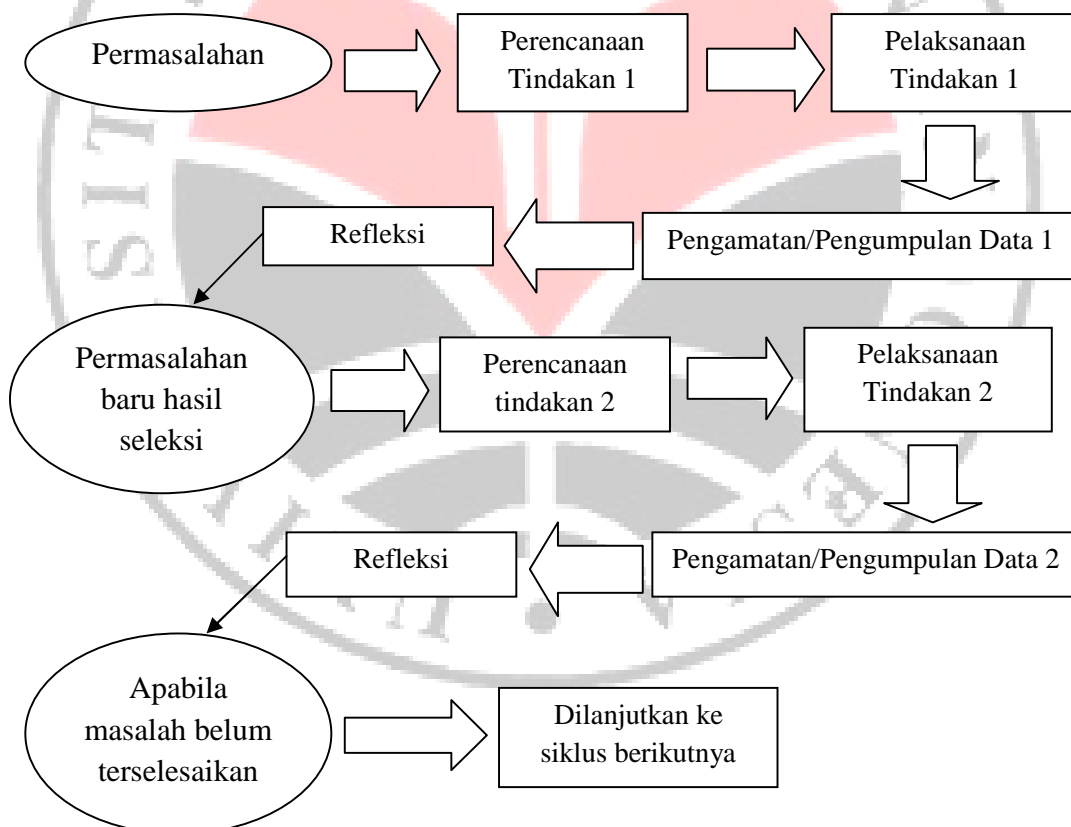 Permasalahan
Perencanaan
Tindakan 1
Pelaksanaan
Tindakan 1
Refleksi
Pengamatan/Pengumpulan Data 1
Permasalahan
baru hasil
seleksi
Perencanaan
tindakan 2
Pelaksanaan
Tindakan 2
Refleksi
Pengamatan/Pengumpulan Data 2
Apabila
masalah belum
terselesaikan
Dilanjutkan ke
siklus berikutnya